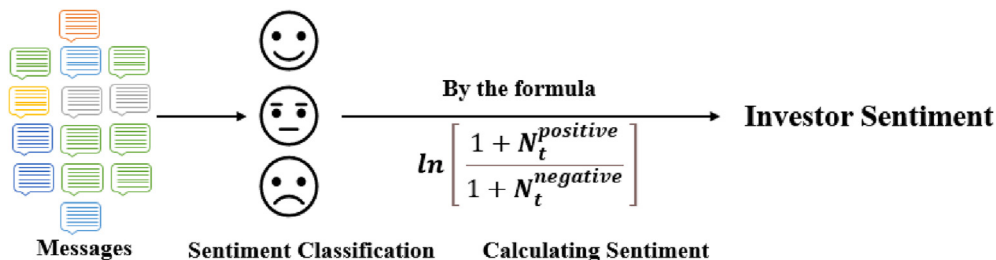 By the formula
ln [ (1 + N_t^positive) / (1 + N_t^negative) ]
Investor Sentiment
Messages
Sentiment Classification
Calculating Sentiment